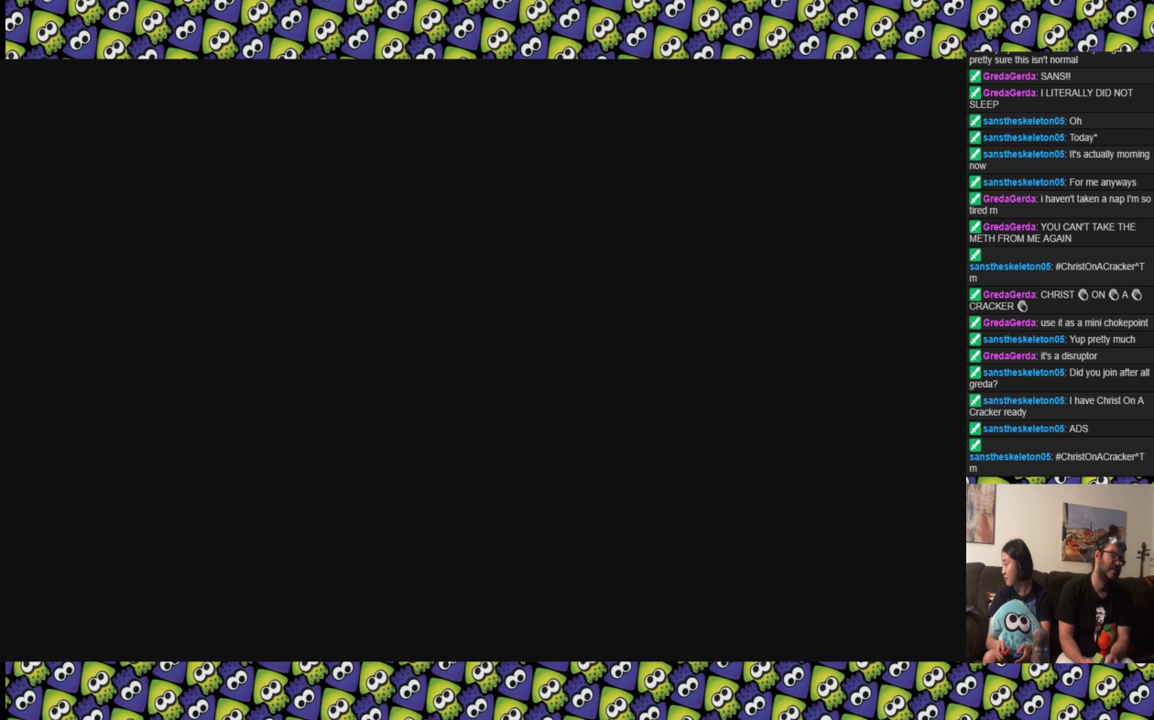 pretty sure this isn't normal
GredaGerda: SANS!!
GredaGerda: I LITERALLY DID NOT
SLEEP
sanstheskeleton05: Oh
sanstheskeleton05: Today*
sanstheskeleton05: It's actually morning
now
sanstheskeleton05: For me anyways
GredaGerda: i haven't taken a nap I'm so
tired rn
GredaGerda: YOU CAN'T TAKE THE
METH FROM ME AGAIN
sanstheskeleton05: #ChristOnACracker^T
m
GredaGerda: CHRIST 👏 ON 👏 A 👏
CRACKER 👏
GredaGerda: use it as a mini chokepoint
sanstheskeleton05: Yup pretty much
GredaGerda: it's a disruptor
sanstheskeleton05: Did you join after all
greda?
sanstheskeleton05: I have Christ On A
Cracker ready
sanstheskeleton05: ADS
sanstheskeleton05: #ChristOnACracker^T
m